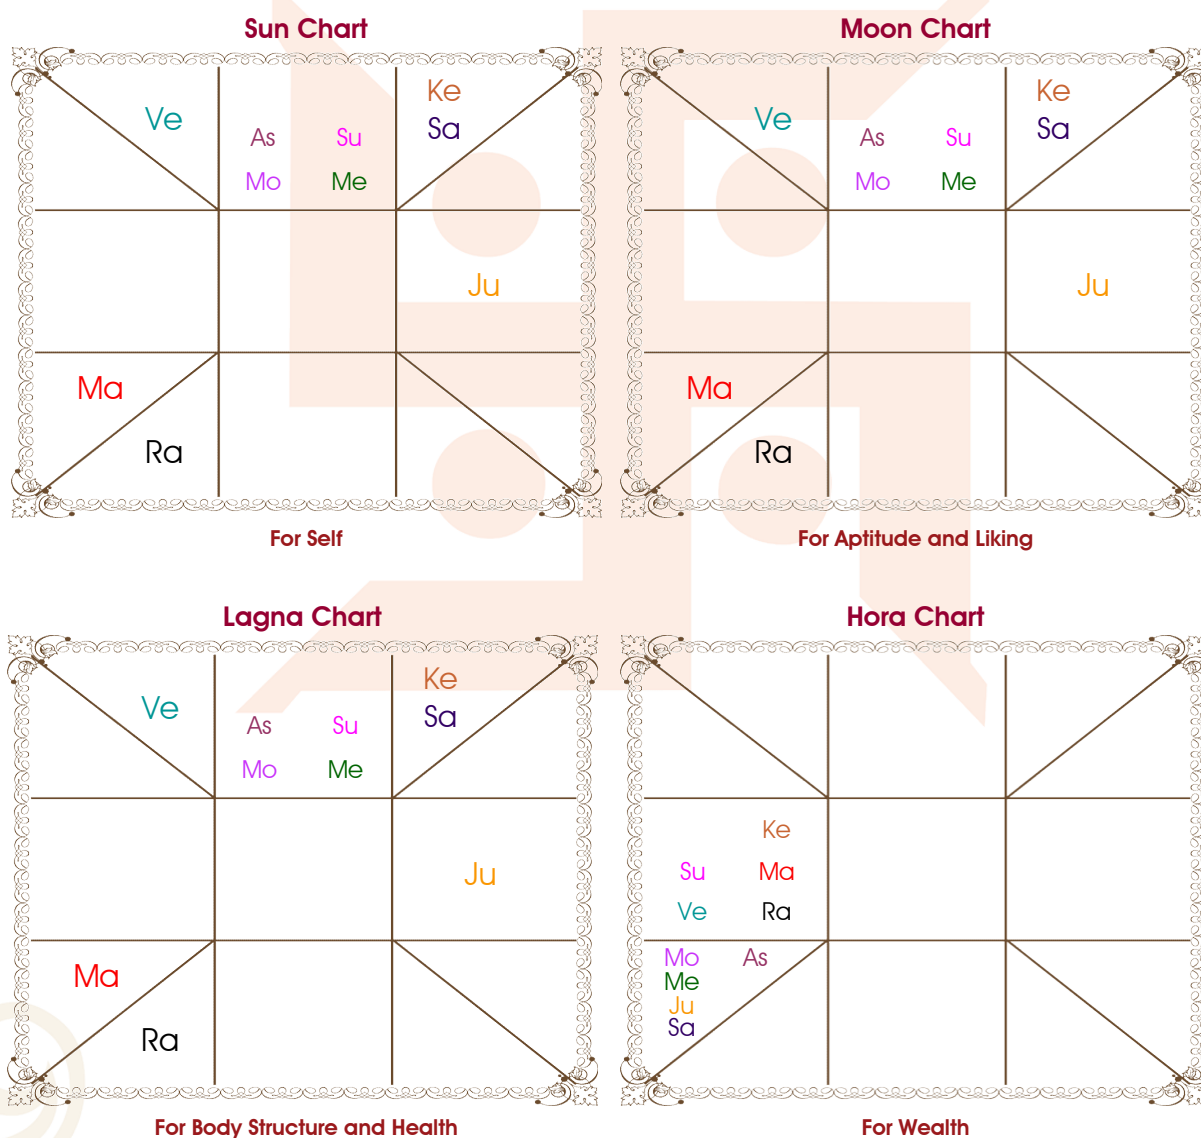 Sun Chart
Ve
As Su
Mo Me
Ke
Sa
Ju
Ma
Ra
For Self
Moon Chart
Ve
As Su
Mo Me
Ke
Sa
Ju
Ma
Ra
For Aptitude and Liking
Lagna Chart
Ve
As Su
Mo Me
Ke
Sa
Ju
Ma
Ra
For Body Structure and Health
Hora Chart
Ke
Su Ma
Ve Ra
Mo As
Me
Ju
Sa
For Wealth